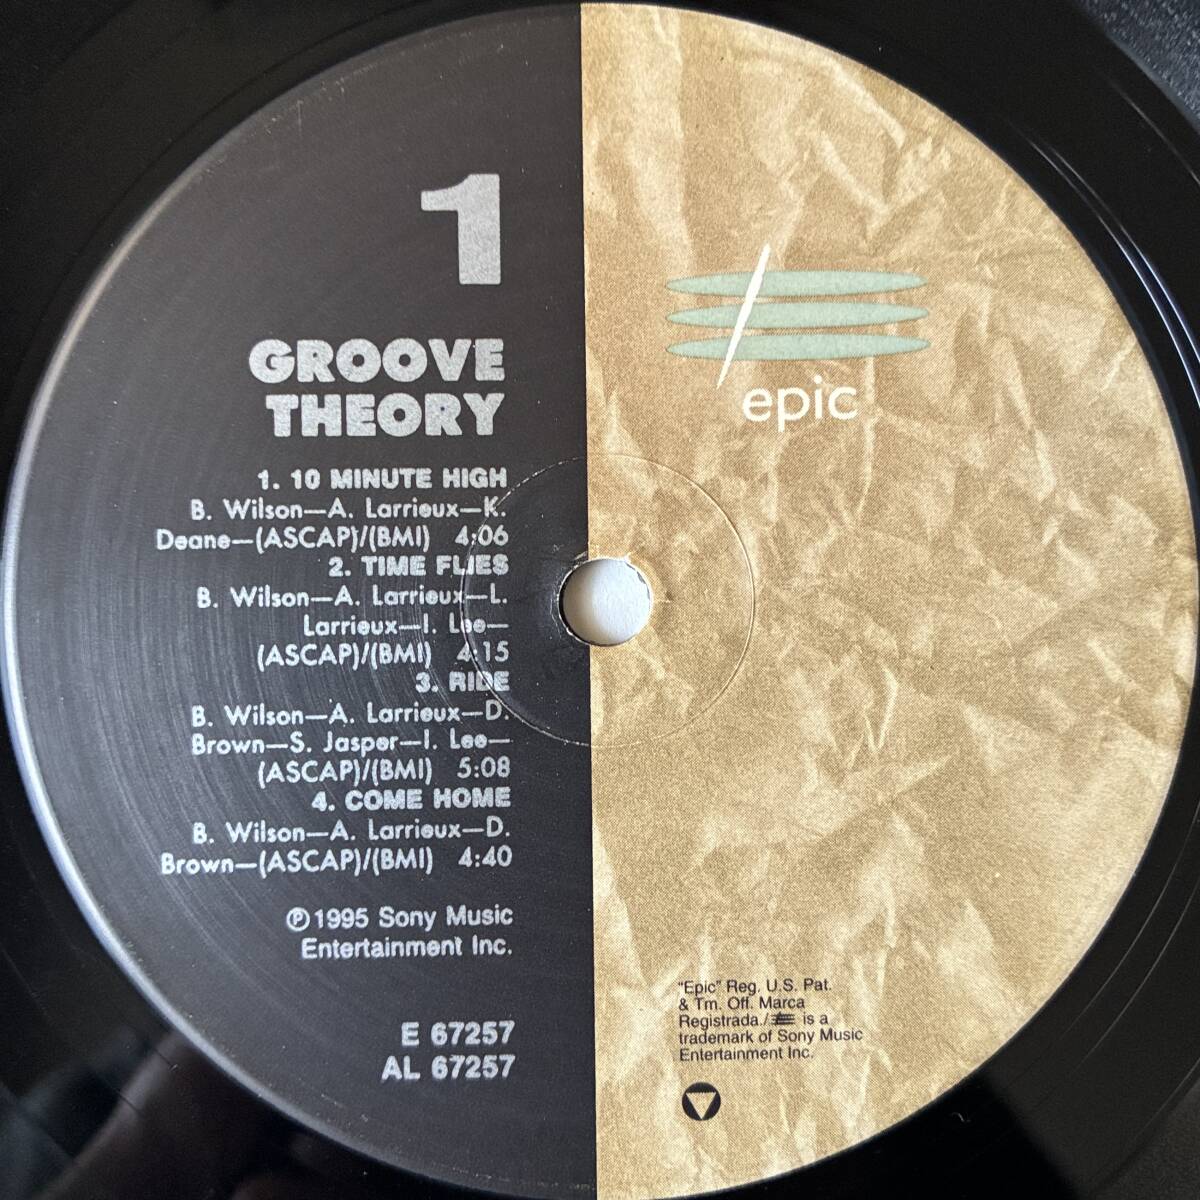 1
GROOVE
THEORY
1. 10 MINUTE HIGH
B. Wilson—A. Larrieux—K.
Deane—(ASCAP)/(BMI) 4:06
2. TIME FLIES
B. Wilson—A. Larrieux—L.
Larrieux—I. Lee—
(ASCAP)/(BMI) 4:15
3. RIDE
B. Wilson—A. Larrieux—D.
Brown—S. Jasper—I. Lee—
(ASCAP)/(BMI) 5:08
4. COME HOME
B. Wilson—A. Larrieux—D.
Brown—(ASCAP)/(BMI) 4:40
℗1995 Sony Music
Entertainment Inc.
E 67257
AL 67257
epic
"Epic" Reg. U.S. Pat.
& Tm. Off. Marca
Registrada./ is a
trademark of Sony Music
Entertainment Inc.